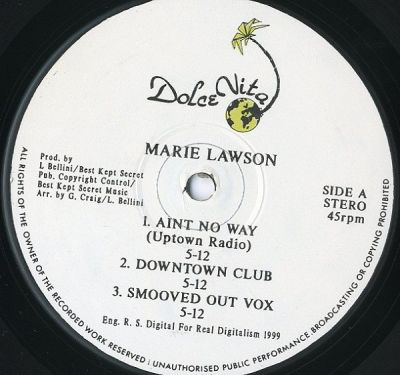 Dolce Vita
MARIE LAWSON
Prod. by
L Bellini/Best Kept Secret
Pub. Copyright Control/
Best Kept Secret Music
Arr. by G. Craig/L. Bellini
SIDE A
STERO
45rpm
1. AINT NO WAY
(Uptown Radio)
5-12
2. DOWNTOWN CLUB
5-12
3. SMOOVED OUT VOX
5-12
Eng. R. S. Digital For Real Digitalism 1999
ALL RIGHTS OF THE OWNER OF THE RECORDED WORK RESERVED : UNAUTHORISED PUBLIC PERFORMANCE. BROADCASTING OR COPYING PROHIBITED